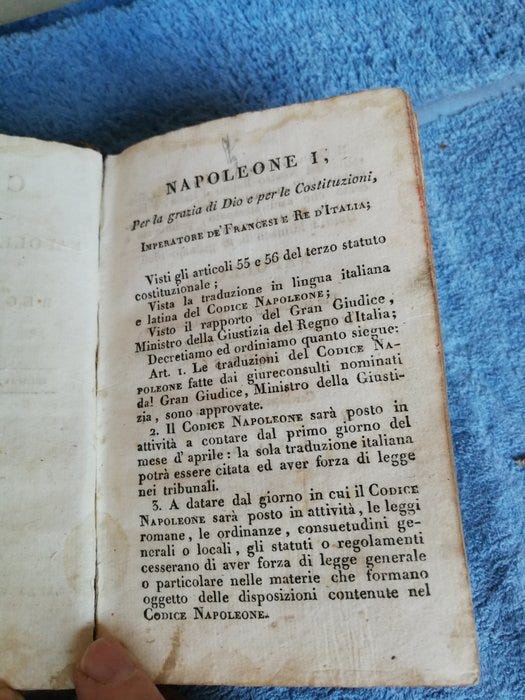 NAPOLEONE I,
Per la grazia di Dio e per le Costituzioni,
IMPERATORE DE' FRANCESI E RE D'ITALIA;
Visti gli articoli 55 e 56 del terzo statuto
costituzionale;
Vista la traduzione in lingua italiana
e latina del CODICE NAPOLEONE;
Visto il rapporto del Gran Giudice,
Ministro della Giustizia del Regno d'Italia;
Decretiamo ed ordiniamo quanto siegue:
Art. 1. Le traduzioni del CODICE NA-
POLEONE fatte dai giureconsulti nominati
dal Gran Giudice, Ministro della Giusti-
zia, sono approvate.
2. Il CODICE NAPOLEONE sarà posto in
attività a contare dal primo giorno del
mese d' aprile: la sola traduzione italiana
potrà essere citata ed aver forza di legge
nei tribunali.
3. A datare dal giorno in cui il CODICE
NAPOLEONE sarà posto in attività, le leggi
romane, le ordinanze, consuetudini ge-
nerali o locali, gli statuti o regolamenti
cesserano di aver forza di legge generale
o particolare nelle materie che formano
oggetto delle disposizioni contenute nel
CODICE NAPOLEONE.